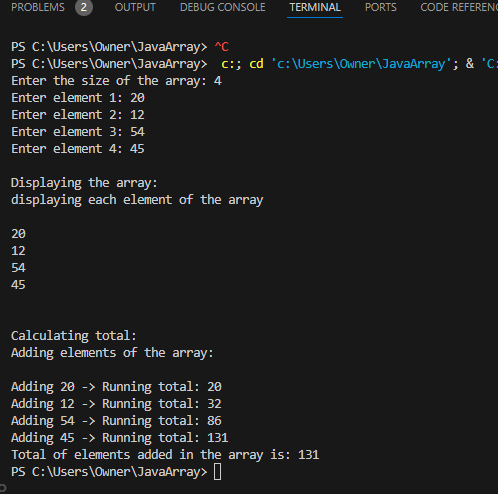 PROBLEMS 2 OUTPUT DEBUG CONSOLE TERMINAL PORTS CODE REFEREN
PS C:\Users\Owner\JavaArray> ^C
PS C:\Users\Owner\JavaArray>  c:; cd 'c:\Users\Owner\JavaArray'; & 'C:
Enter the size of the array: 4
Enter element 1: 20
Enter element 2: 12
Enter element 3: 54
Enter element 4: 45
Displaying the array:
displaying each element of the array
20
12
54
45
Calculating total:
Adding elements of the array:
Adding 20 -> Running total: 20
Adding 12 -> Running total: 32
Adding 54 -> Running total: 86
Adding 45 -> Running total: 131
Total of elements added in the array is: 131
PS C:\Users\Owner\JavaArray>